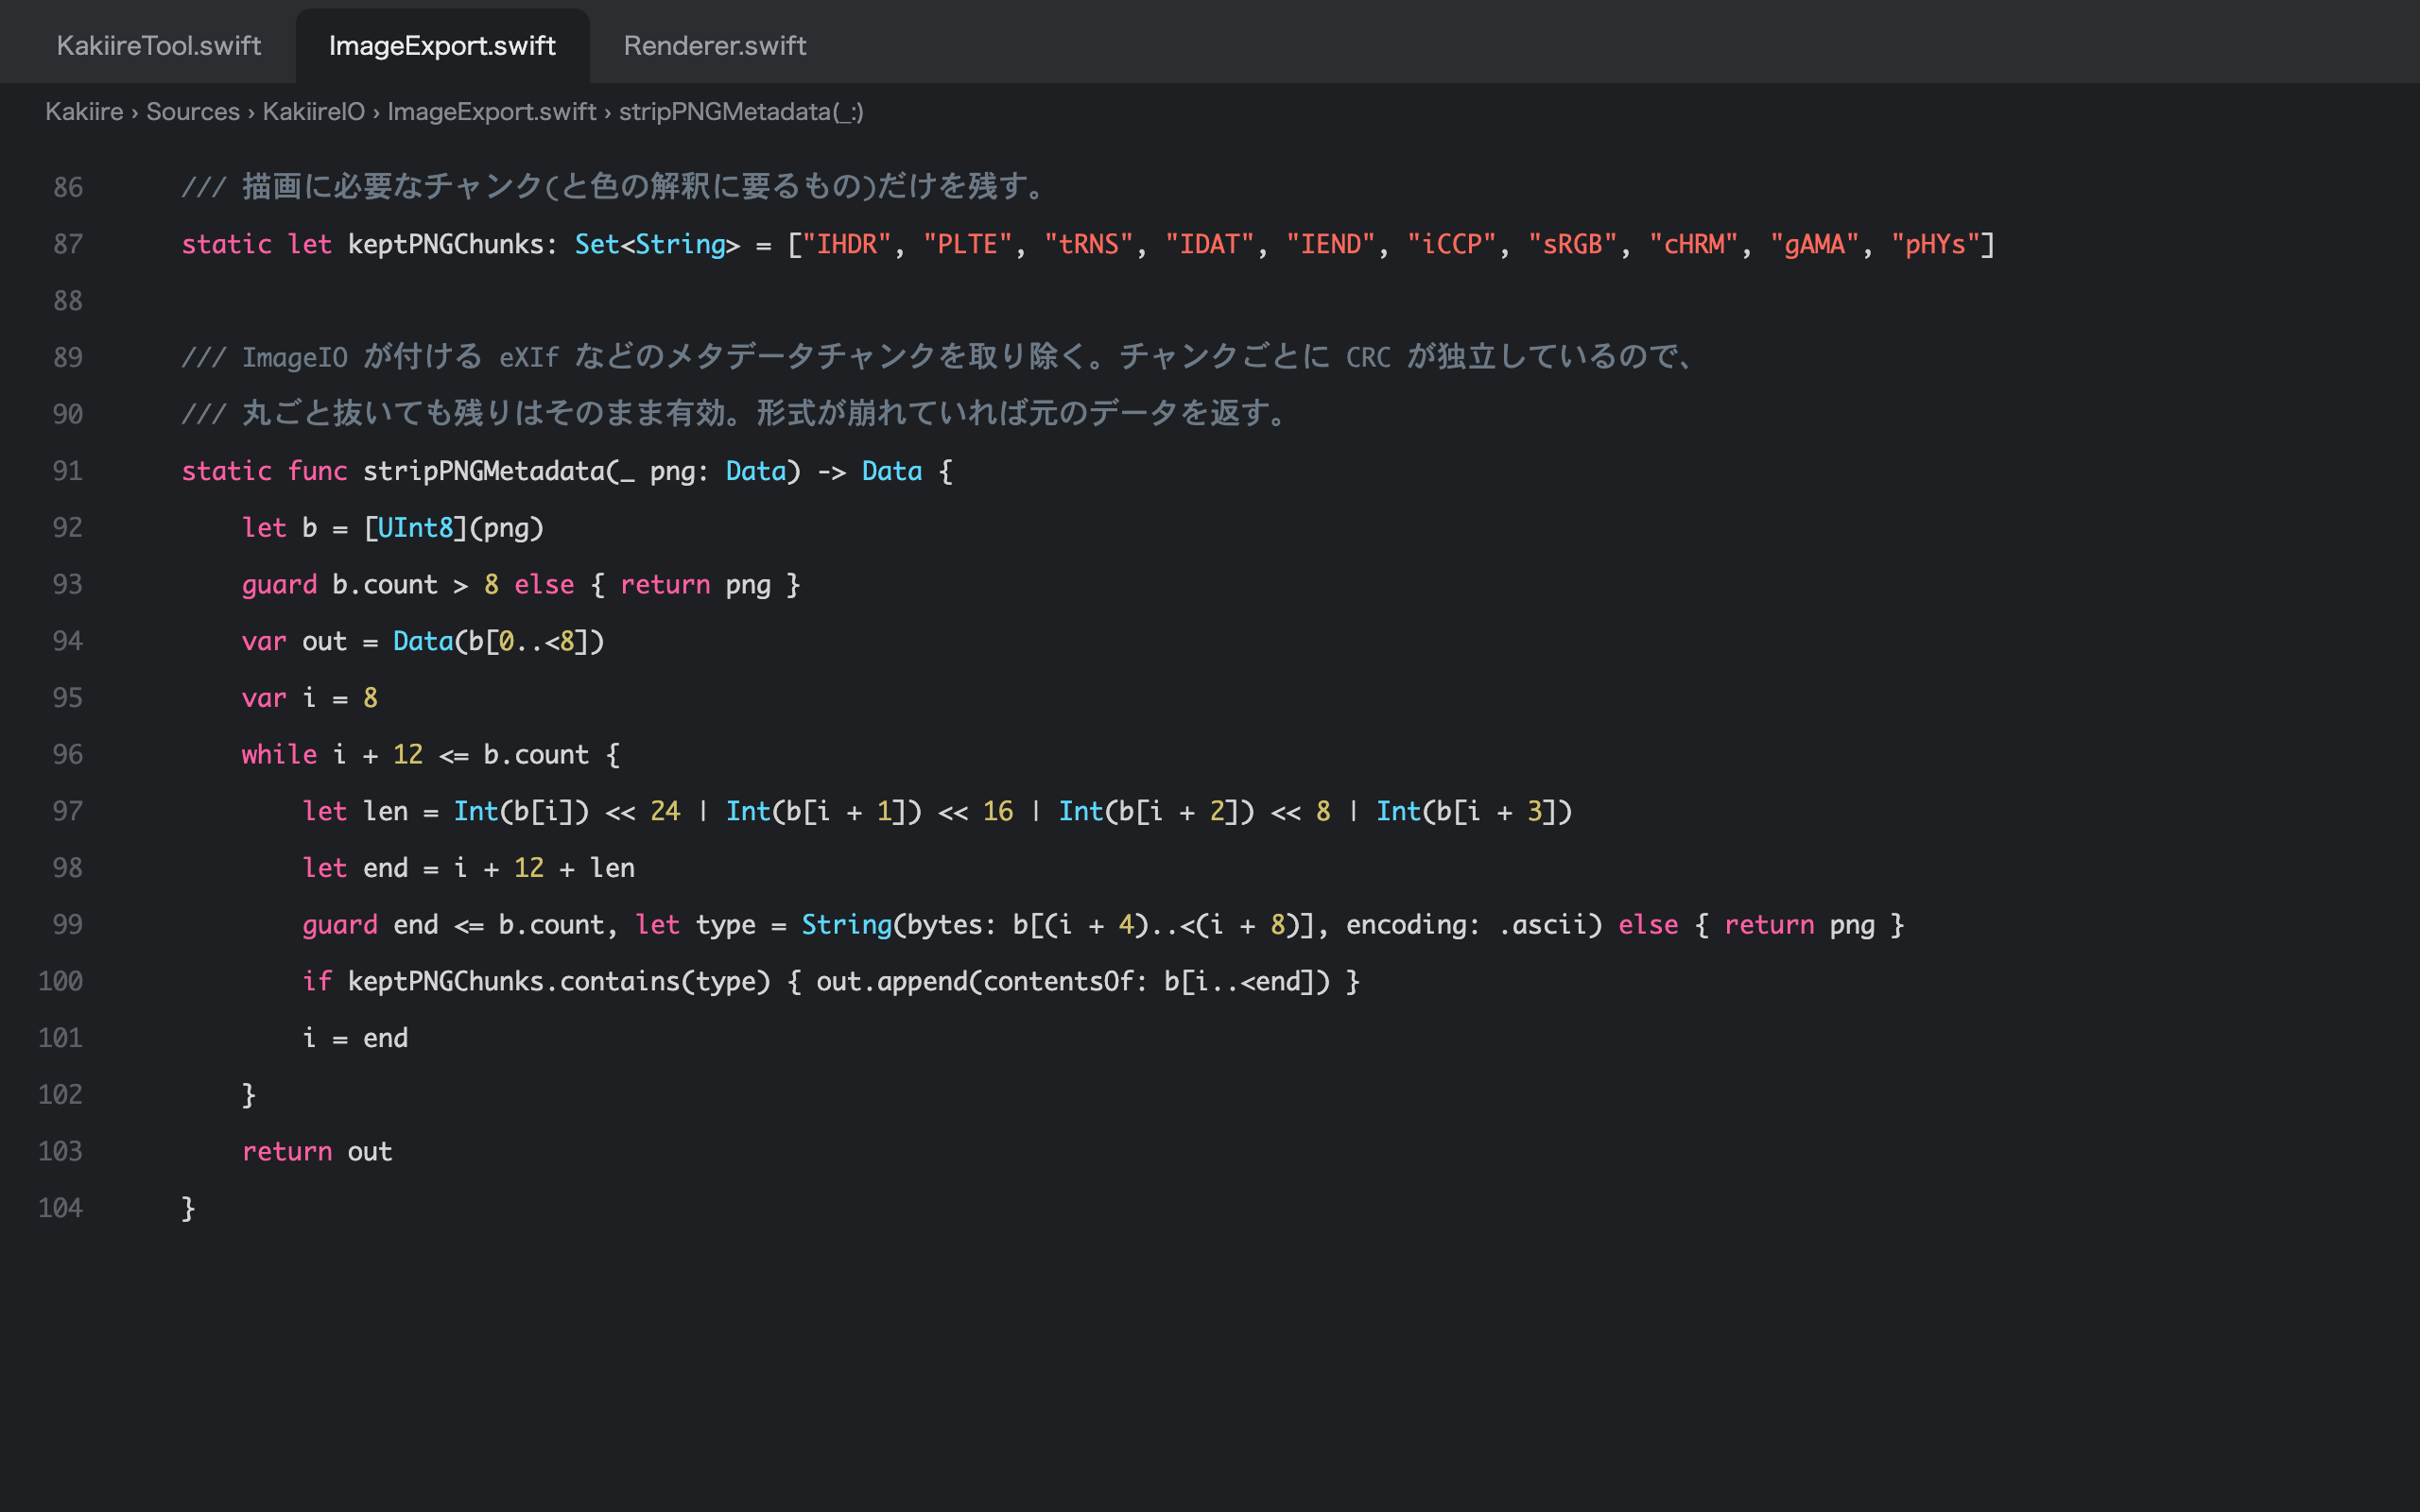 KakiireTool.swift ImageExport.swift Renderer.swift
Kakiire › Sources › KakiireIO › ImageExport.swift › stripPNGMetadata(_:)
86 /// 描画に必要なチャンク(と色の解釈に要るもの)だけを残す。
87 static let keptPNGChunks: Set<String> = ["IHDR", "PLTE", "tRNS", "IDAT", "IEND", "iCCP", "sRGB", "cHRM", "gAMA", "pHYs"]
88
89 /// ImageIO が付ける eXIf などのメタデータチャンクを取り除く。チャンクごとに CRC が独立しているので、
90 /// 丸ごと抜いても残りはそのまま有効。形式が崩れていれば元のデータを返す。
91 static func stripPNGMetadata(_ png: Data) -> Data {
92 let b = [UInt8](png)
93 guard b.count > 8 else { return png }
94 var out = Data(b[0..<8])
95 var i = 8
96 while i + 12 <= b.count {
97 let len = Int(b[i]) << 24 | Int(b[i + 1]) << 16 | Int(b[i + 2]) << 8 | Int(b[i + 3])
98 let end = i + 12 + len
99 guard end <= b.count, let type = String(bytes: b[(i + 4)..<(i + 8)], encoding: .ascii) else { return png }
100 if keptPNGChunks.contains(type) { out.append(contentsOf: b[i..<end]) }
101 i = end
102 }
103 return out
104 }